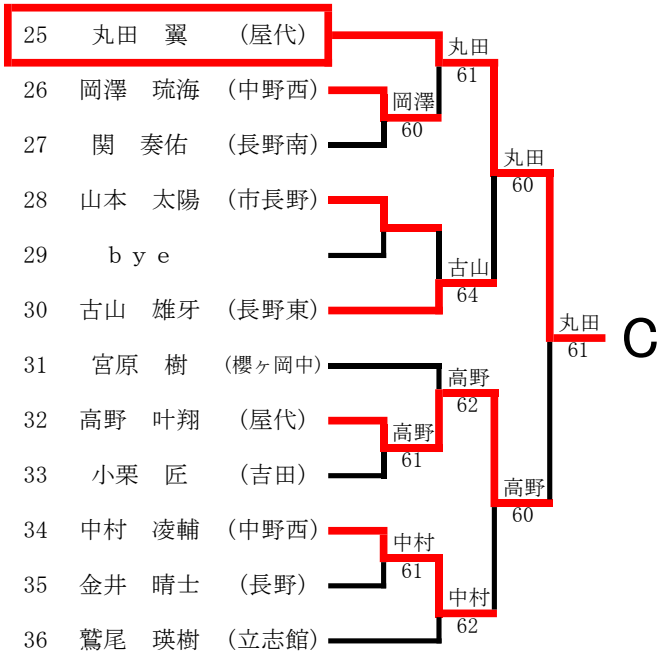 25 丸田 翼 (屋代)
丸田
61
26 岡澤 琉海 (中野西)
岡澤
60
27 関 奏佑 (長野南)
丸田
60
28 山本 太陽 (市長野)
29 bye
古山
64
30 古山 雄牙 (長野東)
丸田
61
C
31 宮原 樹 (櫻ヶ岡中)
高野
62
32 高野 叶翔 (屋代)
高野
61
33 小栗 匠 (吉田)
高野
60
34 中村 凌輔 (中野西)
中村
61
35 金井 晴士 (長野)
中村
62
36 鷲尾 瑛樹 (立志館)